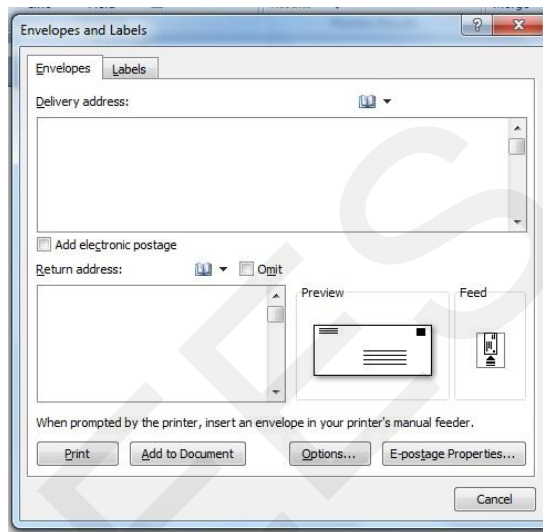 Envelopes and Labels
Envelopes Labels
Delivery address:
Add electronic postage
Return address: Omit
Preview Feed
When prompted by the printer, insert an envelope in your printer's manual feeder.
Print Add to Document Options... E-postage Properties...
Cancel